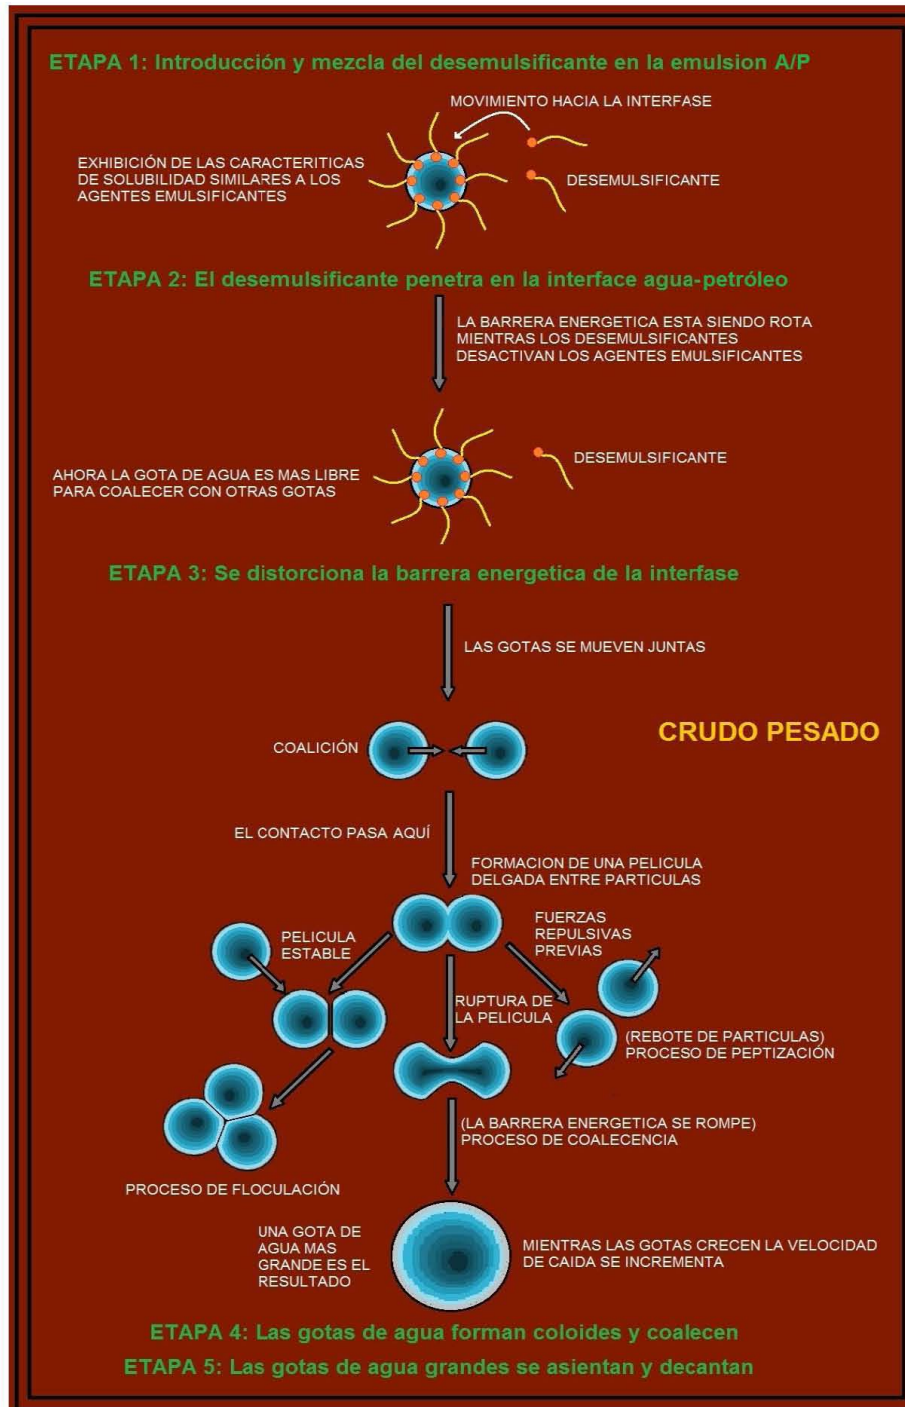 ETAPA 1: Introducción y mezcla del desemulsificante en la emulsion A/P
MOVIMIENTO HACIA LA INTERFASE
EXHIBICIÓN DE LAS CARACTERITICAS
DE SOLUBILIDAD SIMILARES A LOS
AGENTES EMULSIFICANTES
DESEMULSIFICANTE
ETAPA 2: El desemulsificante penetra en la interface agua-petróleo
LA BARRERA ENERGETICA ESTA SIENDO ROTA
MIENTRAS LOS DESEMULSIFICANTES
DESACTIVAN LOS AGENTES EMULSIFICANTES
DESEMULSIFICANTE
AHORA LA GOTA DE AGUA ES MAS LIBRE
PARA COALECER CON OTRAS GOTAS
ETAPA 3: Se distorciona la barrera energetica de la interfase
LAS GOTAS SE MUEVEN JUNTAS
CRUDO PESADO
COALICIÓN
EL CONTACTO PASA AQUÍ
FORMACION DE UNA PELICULA
DELGADA ENTRE PARTICULAS
PELICULA
ESTABLE
FUERZAS
REPULSIVAS
PREVIAS
RUPTURA DE
LA PELICULA
(REBOTE DE PARTICULAS)
PROCESO DE PEPTIZACIÓN
(LA BARRERA ENERGETICA SE ROMPE)
PROCESO DE COALECENCIA
PROCESO DE FLOCULACIÓN
UNA GOTA DE
AGUA MAS
GRANDE ES EL
RESULTADO
MIENTRAS LAS GOTAS CRECEN LA VELOCIDAD
DE CAIDA SE INCREMENTA
ETAPA 4: Las gotas de agua forman coloides y coalecen
ETAPA 5: Las gotas de agua grandes se asientan y decantan